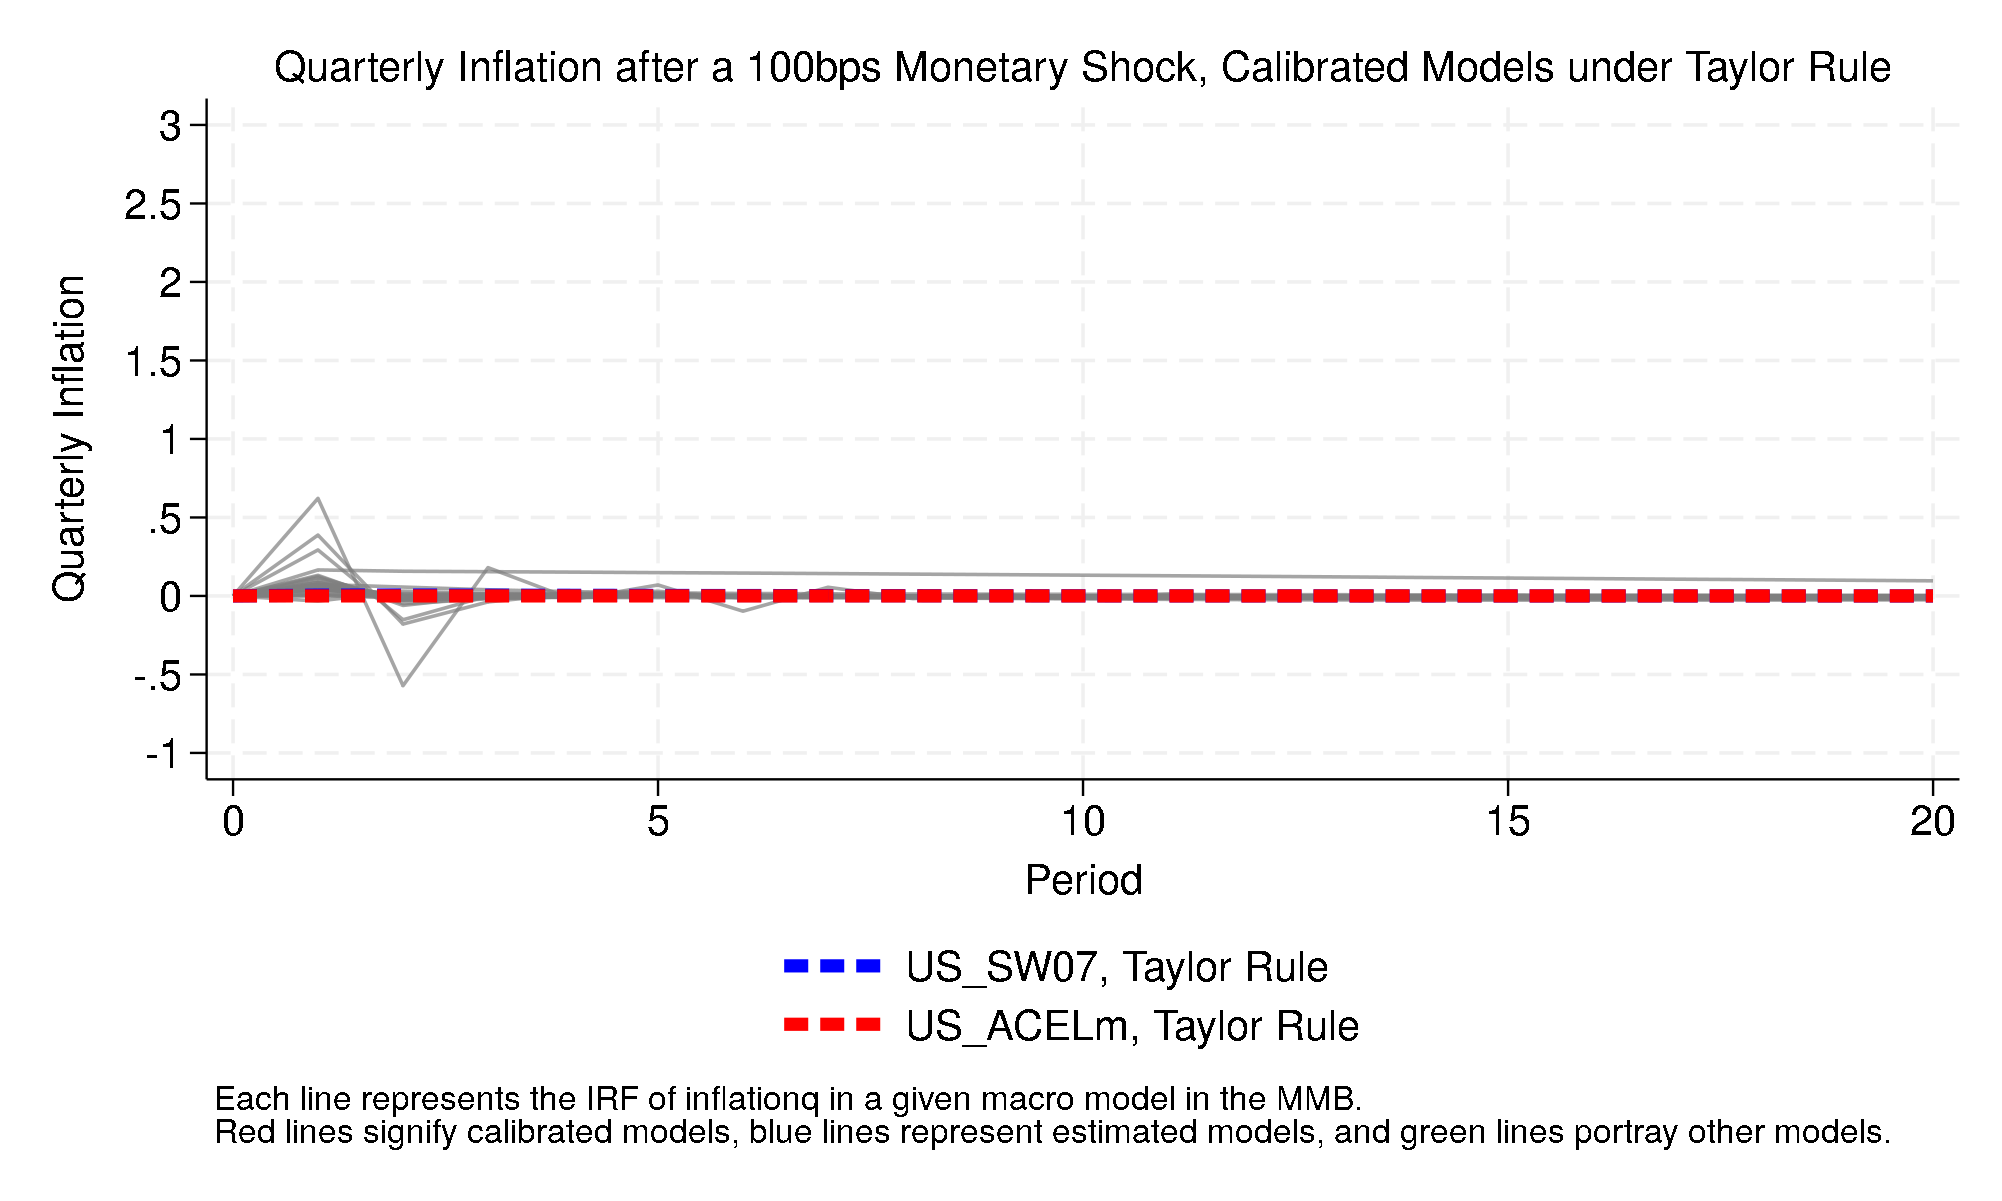 Quarterly Inflation after a 100bps Monetary Shock, Calibrated Models under Taylor Rule
Quarterly Inflation
3
2.5
2
1.5
1
.5
0
-.5
-1
0 5 10 15 20
Period
US_SW07, Taylor Rule
US_ACELm, Taylor Rule
Each line represents the IRF of inflationq in a given macro model in the MMB.
Red lines signify calibrated models, blue lines represent estimated models, and green lines portray other models.